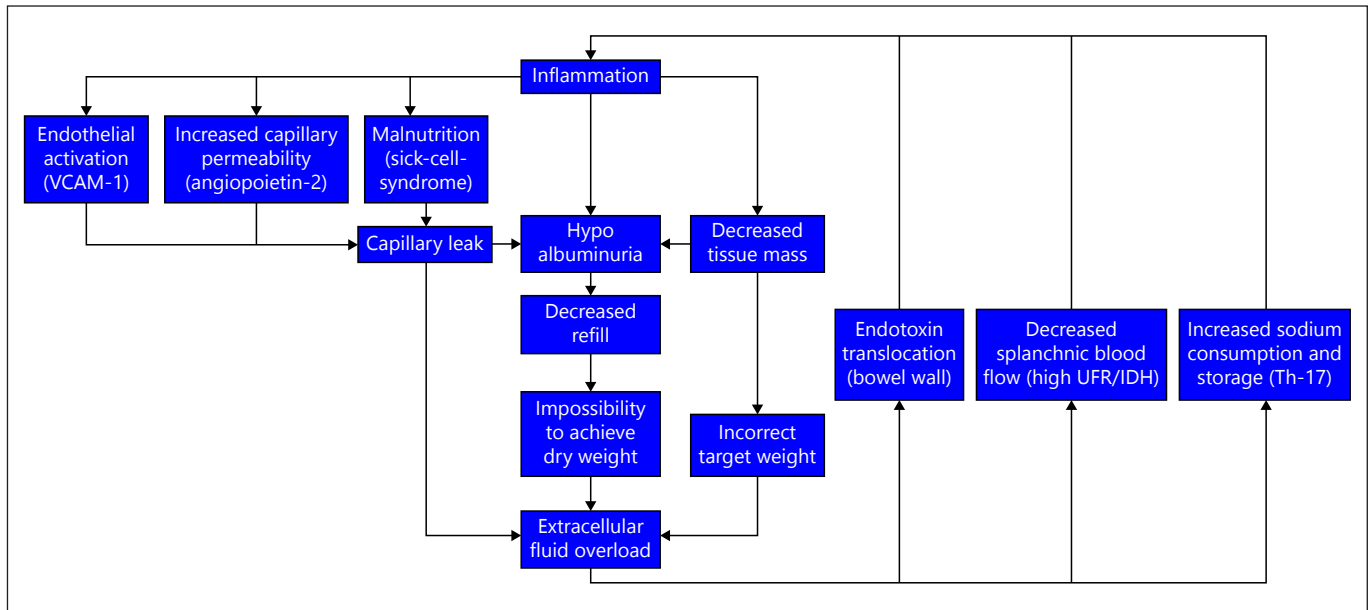 Inflammation
Endothelial
activation
(VCAM-1)
Increased capillary
permeability
(angiopoietin-2)
Malnutrition
(sick-cell-
syndrome)
Capillary leak
Hypo
albuminuria
Decreased
tissue mass
Decreased
refill
Impossibility
to achieve
dry weight
Incorrect
target weight
Extracellular
fluid overload
Endotoxin
translocation
(bowel wall)
Decreased
splanchnic blood
flow (high UFR/IDH)
Increased sodium
consumption and
storage (Th-17)